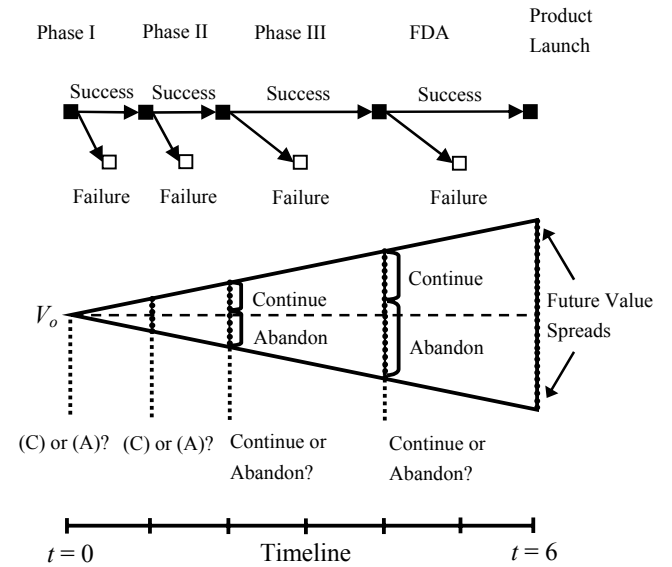 Product
Phase I Phase II Phase III FDA Launch
Success Success Success Success
Failure Failure Failure Failure
Continue Continue
V₀ Future Value
Abandon Abandon Spreads
(C) or (A)? (C) or (A)? Continue or Continue or
Abandon? Abandon?
t = 0 Timeline t = 6